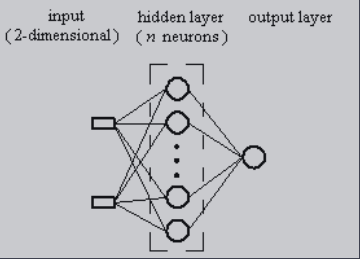 input hidden layer output layer
(2-dimensional) (n neurons)